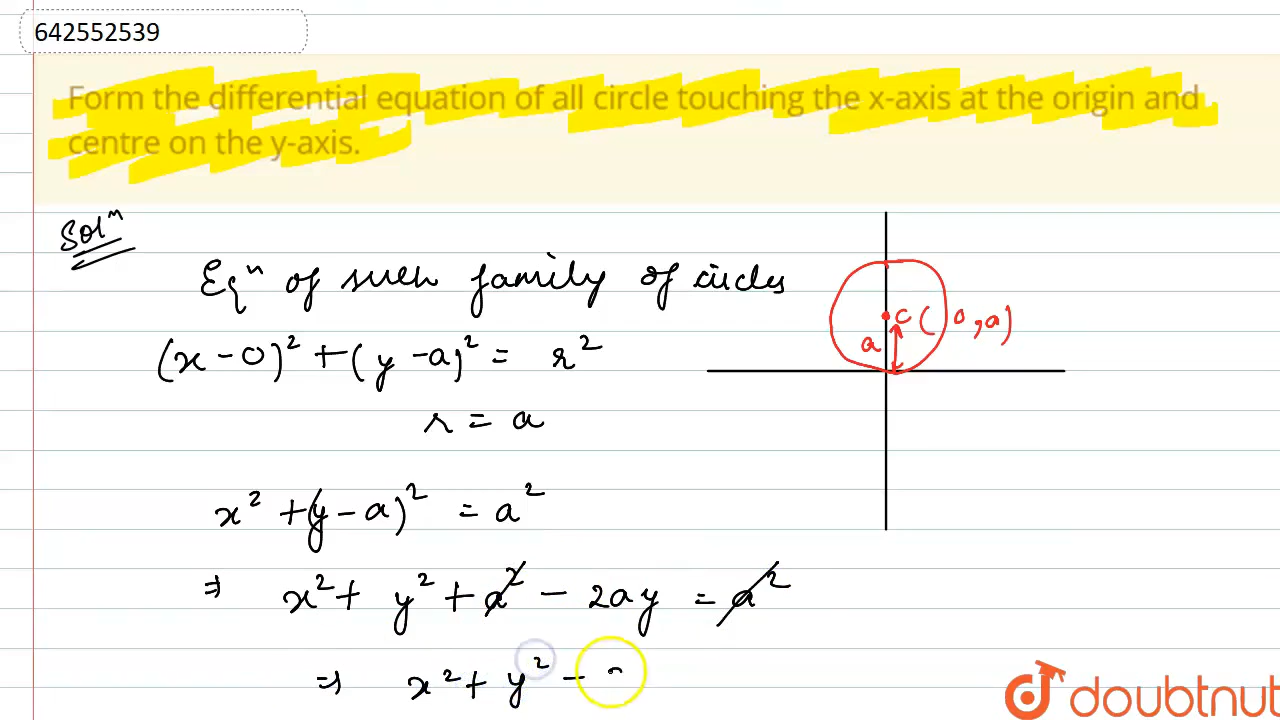 642552539
Form the differential equation of all circle touching the x-axis at the origin and
centre on the y-axis.
Solⁿ
Eqⁿ of such family of circles
(x - 0)² + (y - a)² = r²
r = a
c (0, a)
a
x² + (y - a)² = a²
⇒ x² + y² + a² - 2ay = a²
⇒ x² + y² -
doubtnut